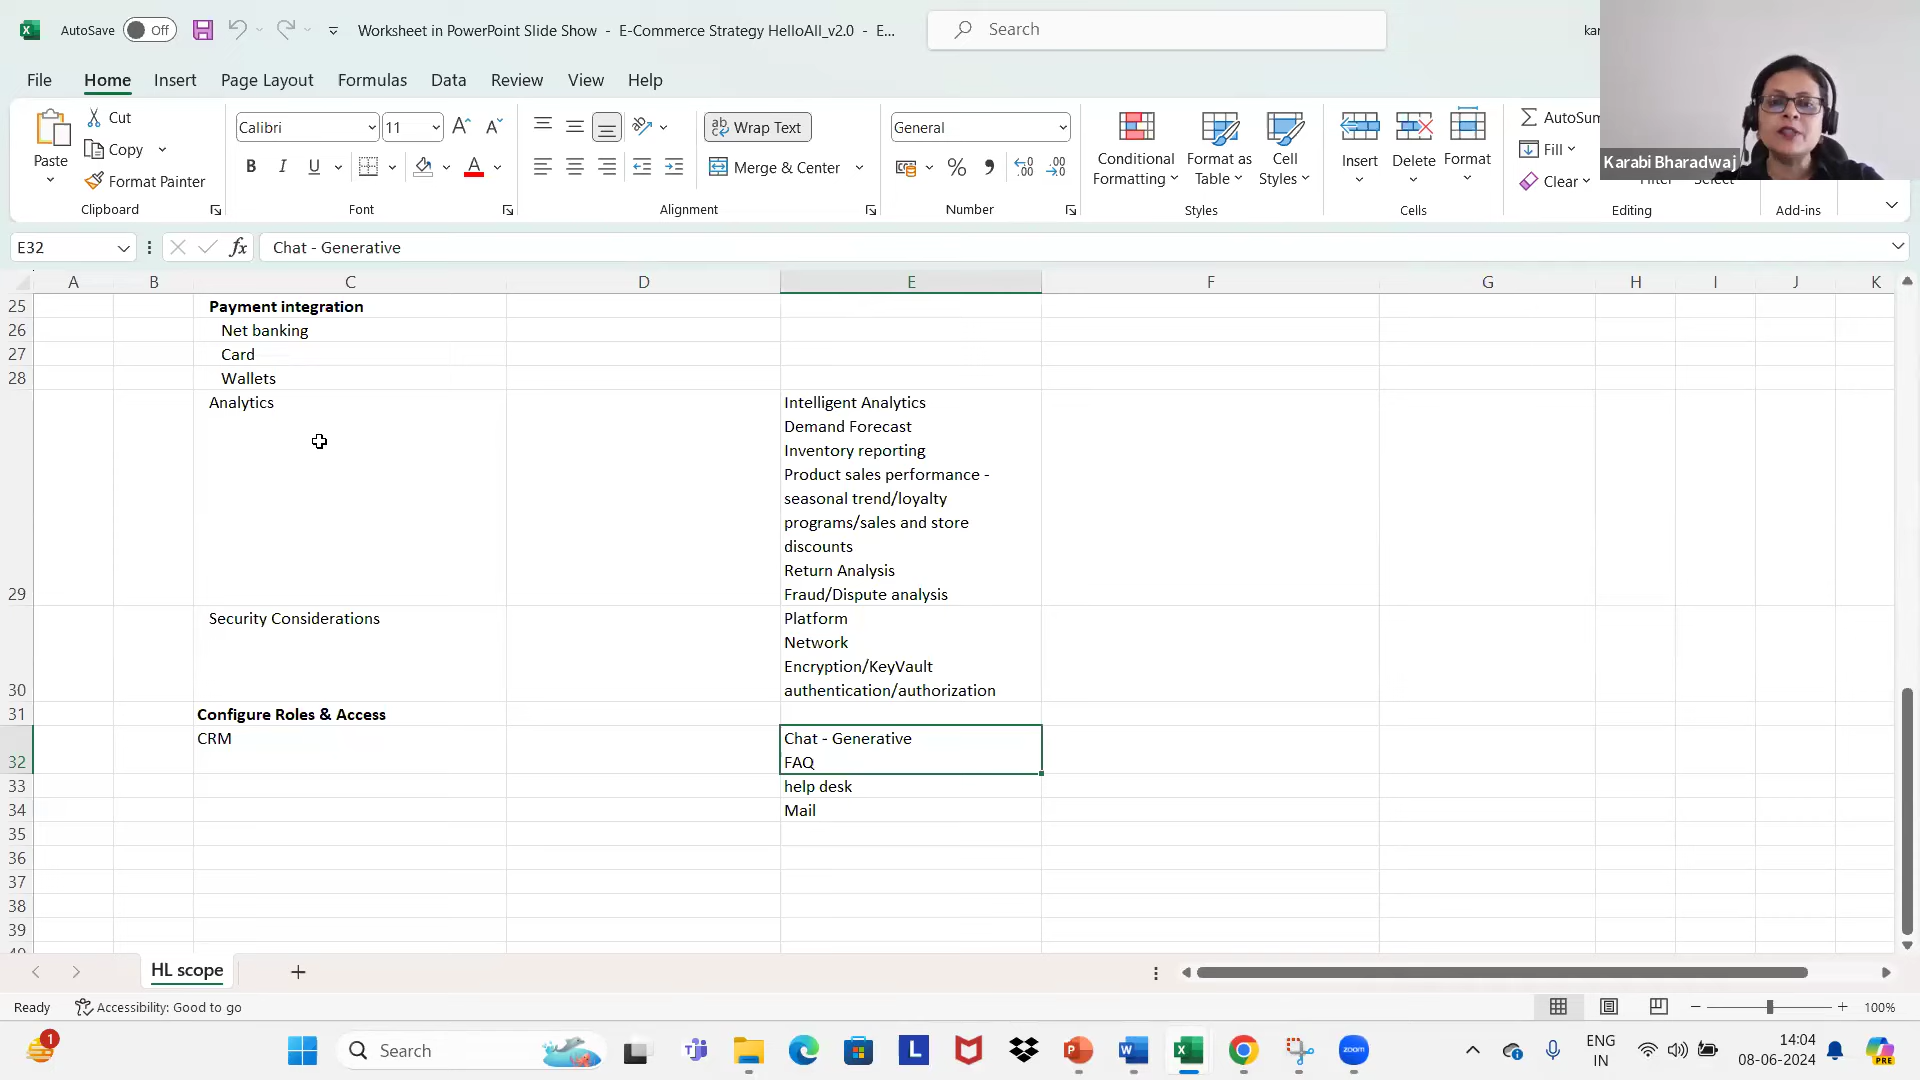 AutoSave Off Worksheet in PowerPoint Slide Show - E-Commerce Strategy HelloAll_v2.0 - E... Search kar
File Home Insert Page Layout Formulas Data Review View Help
Paste Cut Copy Format Painter
Calibri 11
B I U
Wrap Text
Merge & Center
General
Conditional Formatting Format as Table Cell Styles
Insert Delete Format
AutoSum
Fill
Clear
Karabi Bharadwaj
Clipboard Font Alignment Number Styles Cells Editing Add-ins
E32 fx Chat - Generative
A B C D E F G H I J K
25 Payment integration
26 Net banking
27 Card
28 Wallets
Analytics Intelligent Analytics
Demand Forecast
Inventory reporting
Product sales performance -
seasonal trend/loyalty
programs/sales and store
discounts
Return Analysis
29 Fraud/Dispute analysis
Security Considerations Platform
Network
Encryption/KeyVault
30 authentication/authorization
31 Configure Roles & Access
CRM Chat - Generative
32 FAQ
33 help desk
34 Mail
35
36
37
38
39
HL scope
Ready Accessibility: Good to go 100%
1 Search L zoom ENG
IN 14:04
08-06-2024 PRE